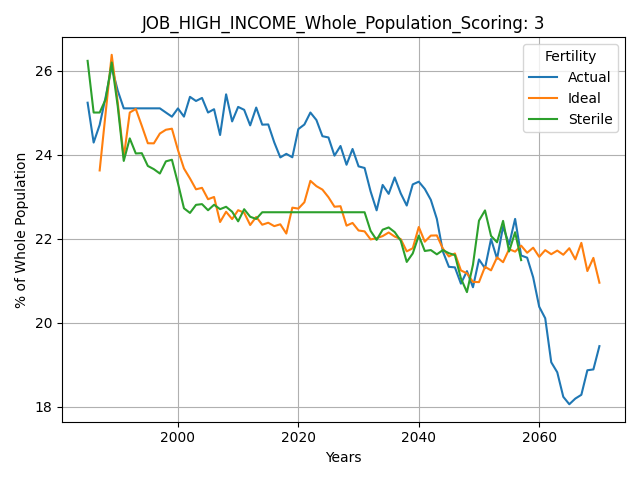 JOB_HIGH_INCOME_Whole_Population_Scoring: 3
Fertility
Actual
Ideal
Sterile
% of Whole Population
26
24
22
20
18
2000 2020 2040 2060
Years